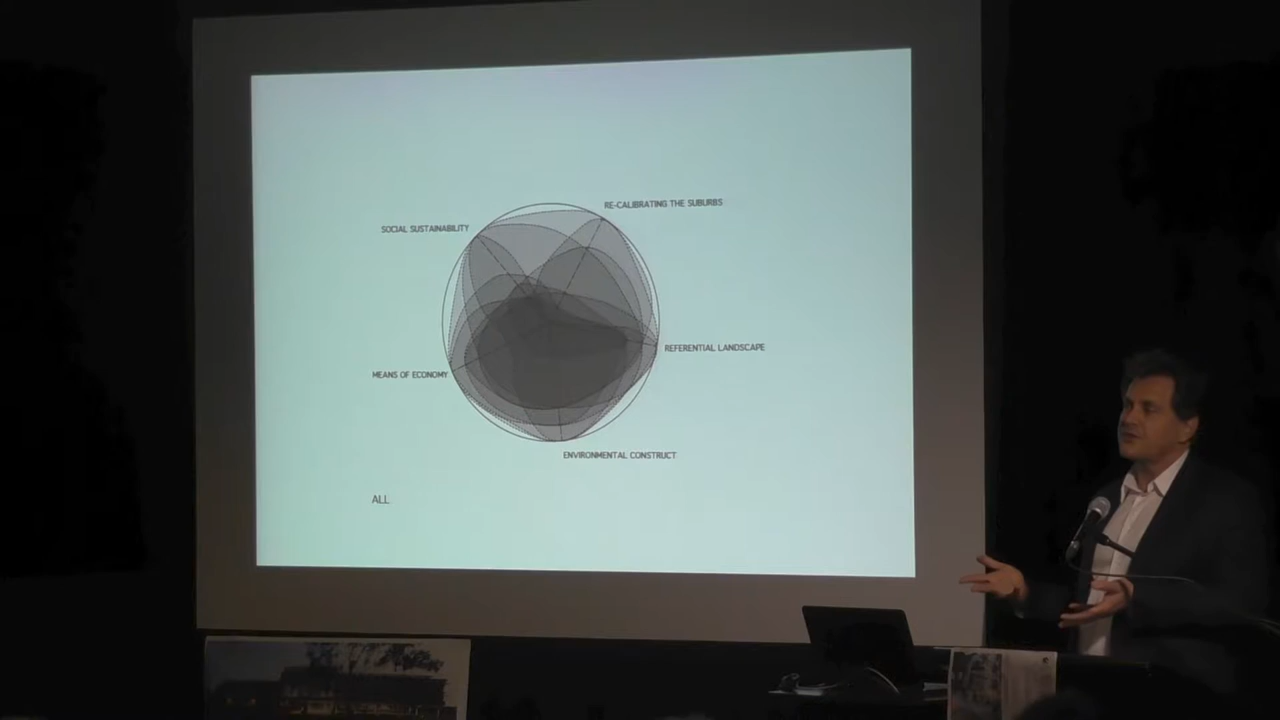 RE-CALIBRATING THE SUBURBS
SOCIAL SUSTAINABILITY
REFERENTIAL LANDSCAPE
MEANS OF ECONOMY
ENVIRONMENTAL CONSTRUCT
ALL